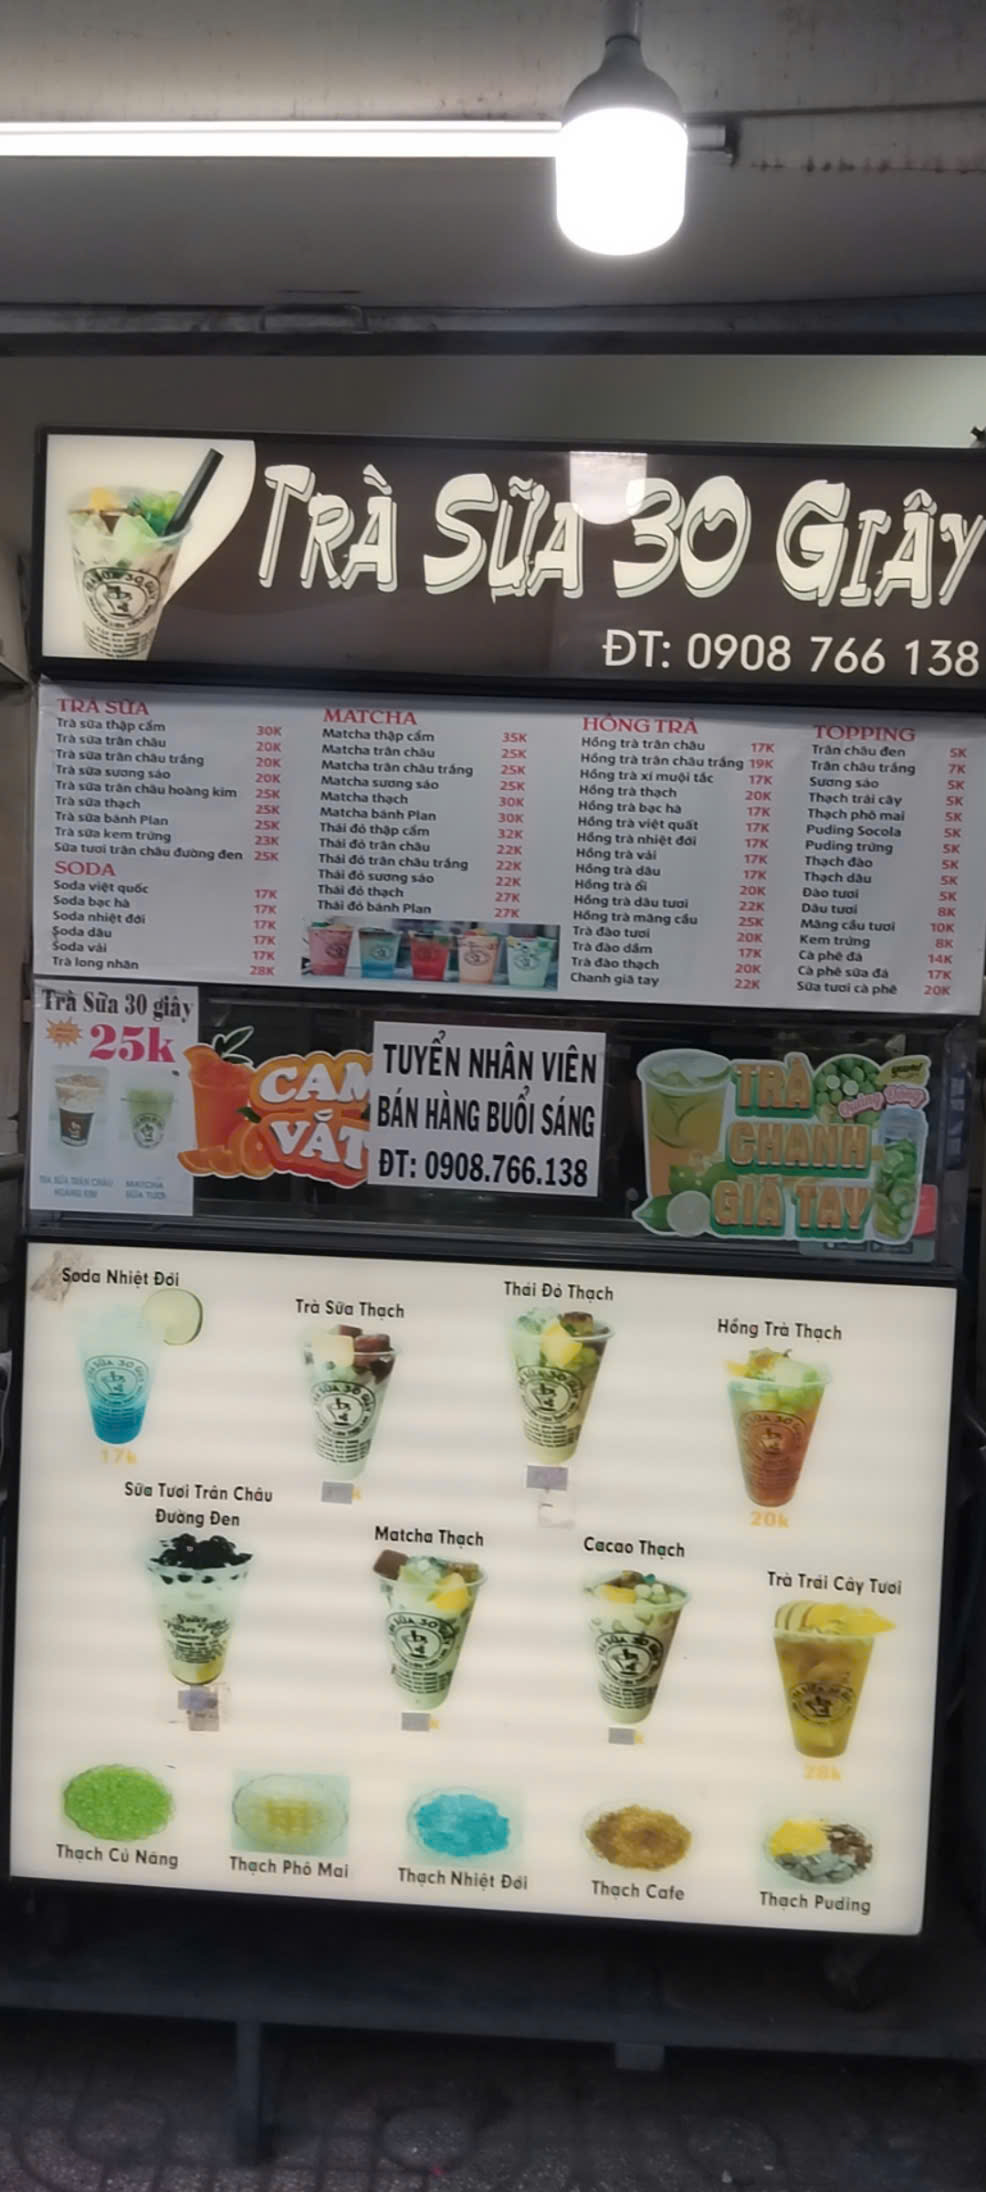 TRÀ SỮA 30 GIÂY
ĐT: 0908 766 138
TRÀ SỮA
Trà sữa thập cẩm 30K
Trà sữa trân châu 20K
Trà sữa trân châu trắng 20K
Trà sữa sương sáo 20K
Trà sữa trân châu hoàng kim 25K
Trà sữa thạch 25K
Trà sữa bánh Plan 25K
Trà sữa kem trứng 23K
Sữa tươi trân châu đường đen 25K
SODA
Soda việt quốc 17K
Soda bạc hà 17K
Soda nhiệt đới 17K
Soda dâu 17K
Soda vải 17K
Trà long nhãn 28K
MATCHA
Matcha thập cẩm 35K
Matcha trân châu 25K
Matcha trân châu trắng 25K
Matcha sương sáo 25K
Matcha thạch 30K
Matcha bánh Plan 30K
Thái đỏ thập cẩm 32K
Thái đỏ trân châu 22K
Thái đỏ trân châu trắng 22K
Thái đỏ sương sáo 22K
Thái đỏ thạch 27K
Thái đỏ bánh Plan 27K
HỒNG TRÀ
Hồng trà trân châu 17K
Hồng trà trân châu trắng 19K
Hồng trà xí muội tắc 17K
Hồng trà thạch 20K
Hồng trà bạc hà 17K
Hồng trà việt quất 17K
Hồng trà nhiệt đới 17K
Hồng trà vải 17K
Hồng trà dâu 17K
Hồng trà ổi 20K
Hồng trà dâu tươi 22K
Hồng trà mãng cầu 25K
Trà đào tươi 20K
Trà đào dầm 17K
Trà đào thạch 20K
Chanh giã tay 22K
TOPPING
Trân châu đen 5K
Trân châu trắng 7K
Sương sáo 5K
Thạch trái cây 5K
Thạch phô mai 5K
Puding Socola 5K
Puding trứng 5K
Thạch đào 5K
Thạch dâu 5K
Đào tươi 5K
Dâu tươi 8K
Mãng cầu tươi 10K
Kem trứng 8K
Cà phê đá 14K
Cà phê sữa đá 17K
Sữa tươi cà phê 20K
Trà Sữa 30 giây
25k
TRÀ SỮA TRÂN CHÂU
HOÀNG KIM
MATCHA
SỮA TƯƠI
CAM
VẮT
TUYỂN NHÂN VIÊN
BÁN HÀNG BUỔI SÁNG
ĐT: 0908.766.138
TRÀ
CHANH
GIÃ TAY
Soda Nhiệt Đới
17k
Trà Sữa Thạch
Thái Đỏ Thạch
Hồng Trà Thạch
20k
Sữa Tươi Trân Châu
Đường Đen
Matcha Thạch
Cacao Thạch
Trà Trái Cây Tươi
28k
Thạch Củ Năng
Thạch Phô Mai
Thạch Nhiệt Đới
Thạch Cafe
Thạch Puding